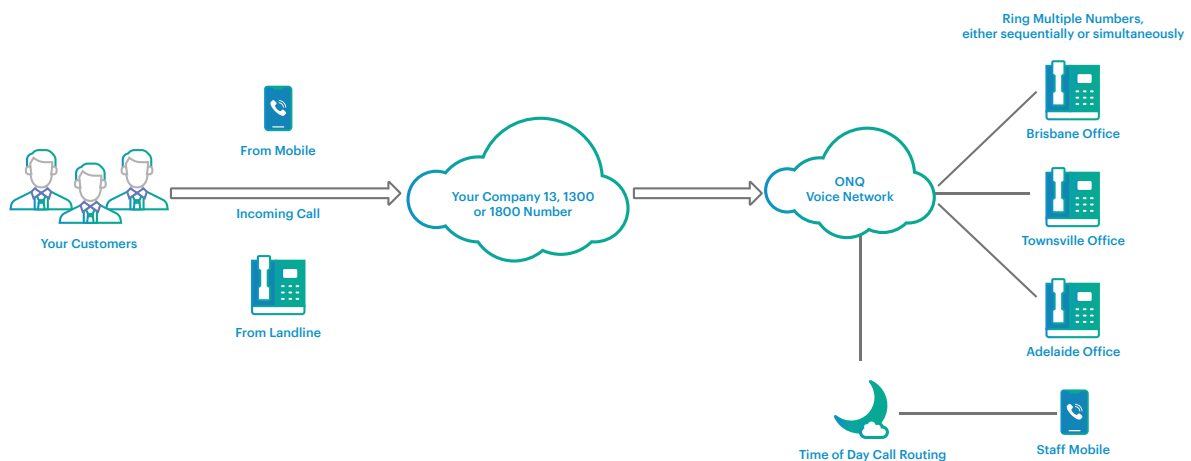 Ring Multiple Numbers,
either sequentially or simultaneously
From Mobile
Brisbane Office
Your Company 13, 1300
or 1800 Number
ONQ
Voice Network
Incoming Call
Your Customers
Townsville Office
From Landline
Adelaide Office
Time of Day Call Routing
Staff Mobile